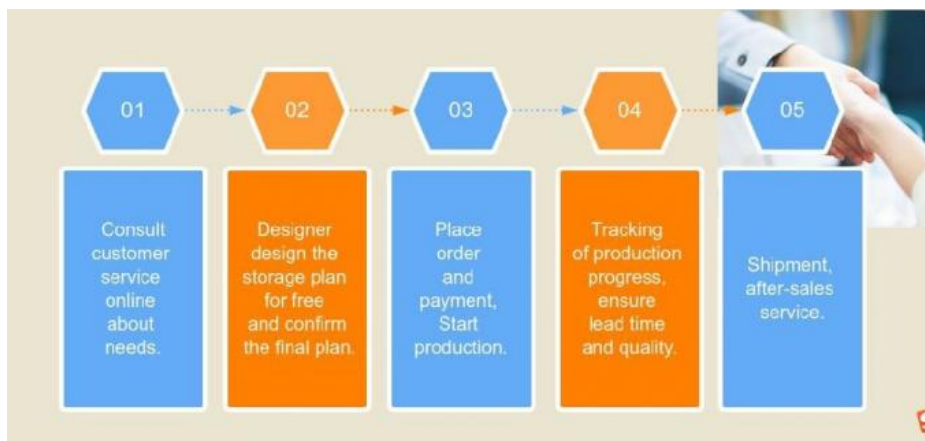 01
02
03
04
05
Consult
customer
service
online
about
needs.
Designer
design the
storage plan
for free
and confirm
the final plan.
Place
order
and
payment,
Start
production.
Tracking
of production
progress,
ensure
lead time
and quality.
Shipment,
after-sales
service.